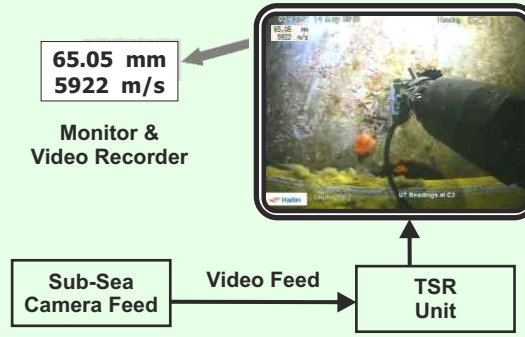 65.05 mm
5922 m/s
Monitor &
Video Recorder
65.05 mm
5922 m/s
Hallin
UT Readings at C2
Sub-Sea
Camera Feed
Video Feed
TSR
Unit